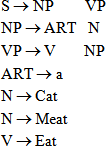 S → NP VP
NP → ART N
VP → V NP
ART → a
N → Cat
N → Meat
V → Eat